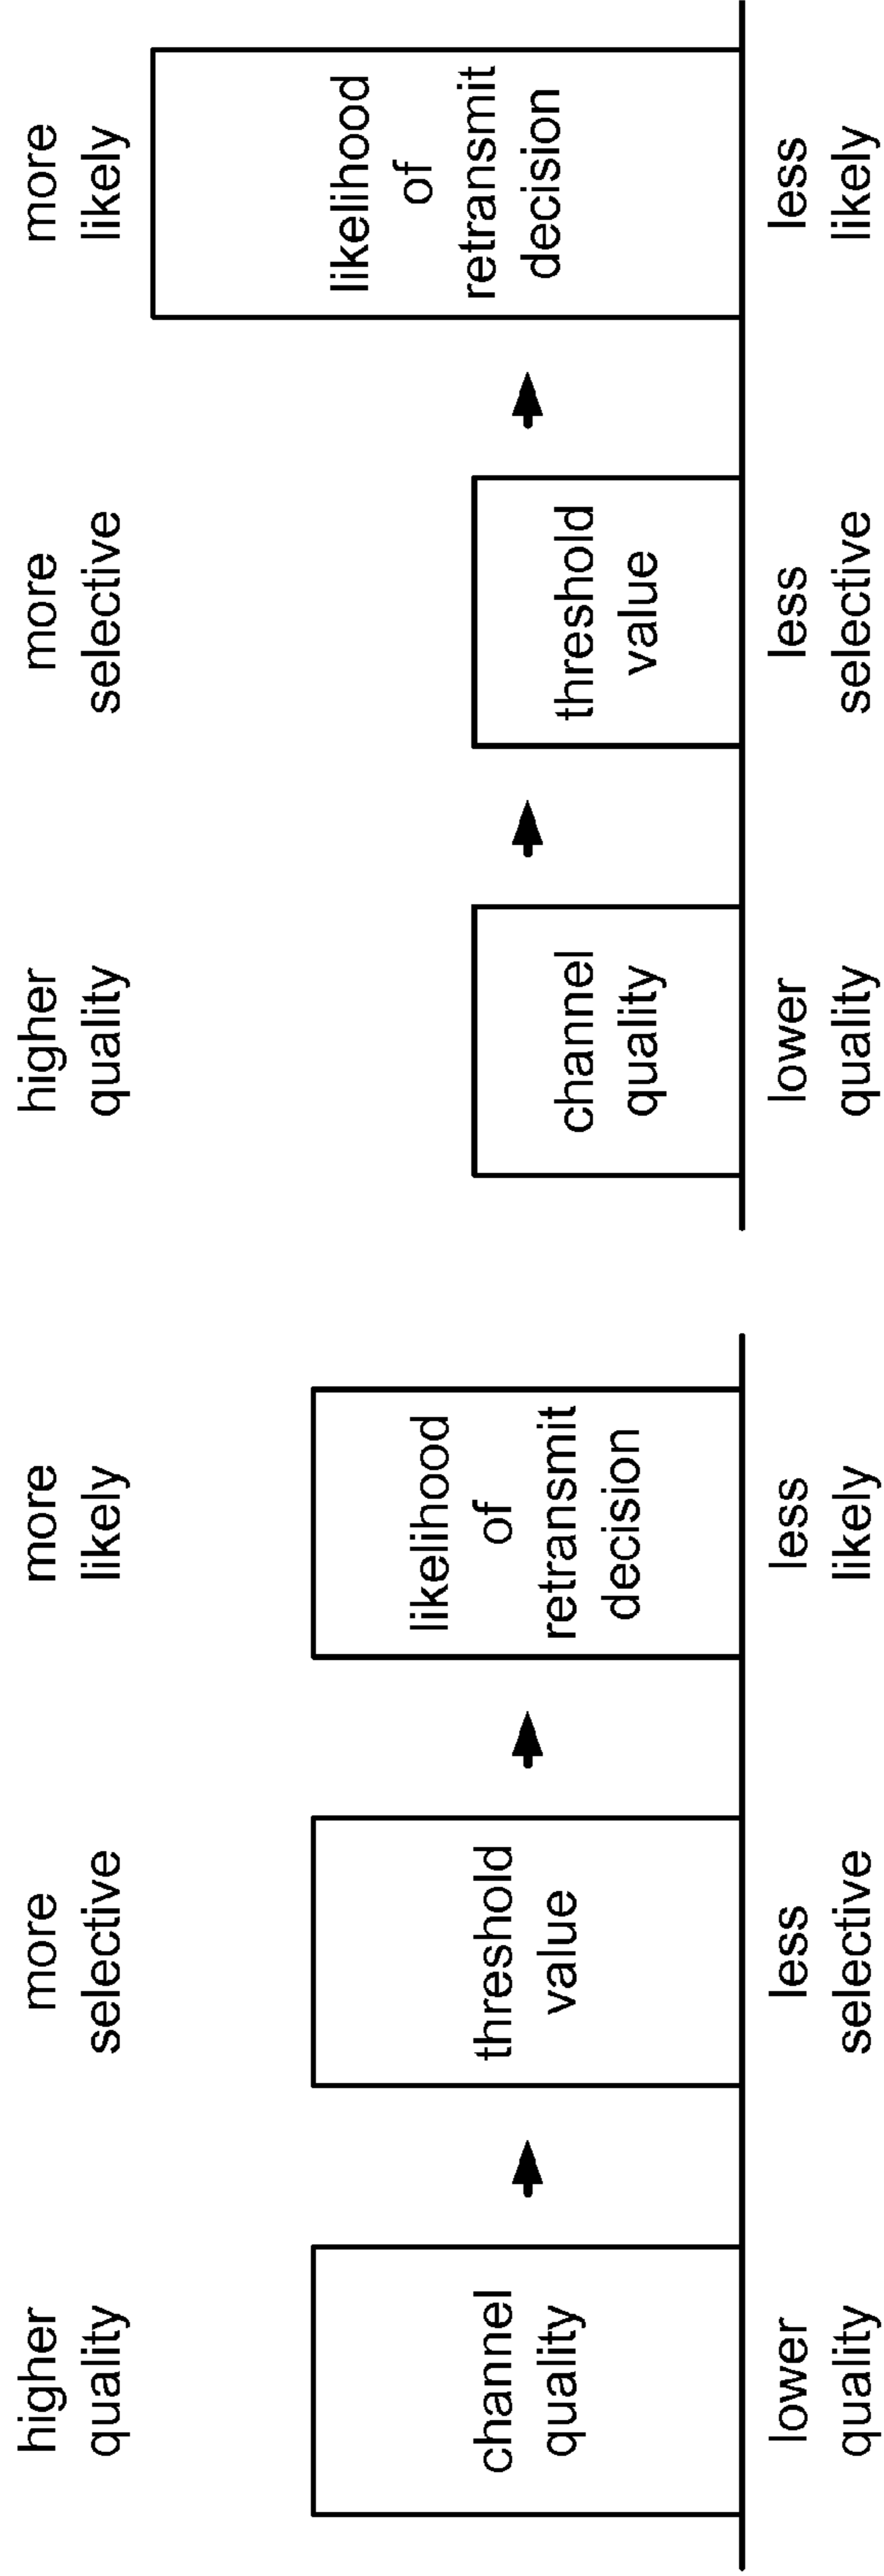 higher
quality
more
selective
more
likely
channel
quality
threshold
value
likelihood
of
retransmit
decision
lower
quality
less
selective
less
likely
higher
quality
more
selective
more
likely
channel
quality
threshold
value
likelihood
of
retransmit
decision
lower
quality
less
selective
less
likely